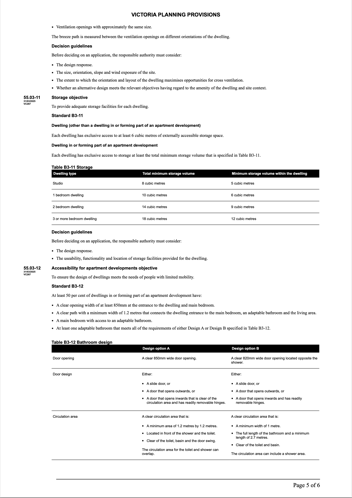 VICTORIA PLANNING PROVISIONS
• Ventilation openings with approximately the same size.
The breeze path is measured between the ventilation openings on different orientations of the dwelling.
Decision guidelines
Before deciding on an application, the responsible authority must consider:
• The design response.
• The size, orientation, slope and wind exposure of the site.
• The extent to which the orientation and layout of the dwelling maximises opportunities for cross ventilation.
• Whether an alternative design meets the relevant objectives having regard to the amenity of the dwelling and site context.
55.03-11 Storage objective
To provide adequate storage facilities for each dwelling.
Standard B3-11
Dwelling (other than a dwelling in or forming part of an apartment development)
Each dwelling has exclusive access to at least 6 cubic metres of externally accessible storage space.
Dwelling in or forming part of an apartment development
Each dwelling has exclusive access to storage at least the total minimum storage volume that is specified in Table B3-11.
Table B3-11 Storage
Dwelling type Total minimum storage volume Minimum storage volume within the dwelling
Studio 8 cubic metres 5 cubic metres
1 bedroom dwelling 10 cubic metres 6 cubic metres
2 bedroom dwelling 14 cubic metres 9 cubic metres
3 or more bedroom dwelling 18 cubic metres 12 cubic metres
Decision guidelines
Before deciding on an application, the responsible authority must consider:
• The design response.
• The useability, functionality and location of storage facilities provided for the dwelling.
55.03-12 Accessibility for apartment developments objective
To ensure the design of dwellings meets the needs of people with limited mobility.
Standard B3-12
At least 50 per cent of dwellings in or forming part of an apartment development have:
• A clear opening width of at least 850mm at the entrance to the dwelling and main bedroom.
• A clear path with a minimum width of 1.2 metres that connects the dwelling entrance to the main bedroom, an adaptable bathroom and the living area.
• A main bedroom with access to an adaptable bathroom.
• At least one adaptable bathroom that meets all of the requirements of either Design A or Design B specified in Table B3-12.
Table B3-12 Bathroom design
Design option A Design option B
Door opening A clear 850mm wide door opening. A clear 820mm wide door opening located opposite the
shower.
Door design Either: Either:
• A slide door, or • A slide door, or
• A door that opens outwards, or • A door that opens outwards, or
• A door that opens inwards that is clear of the • A door that opens inwards and has readily
circulation area and has readily removable hinges. removable hinges.
Circulation area A clear circulation area that is: A clear circulation area that is:
• A minimum area of 1.2 metres by 1.2 metres. • A minimum width of 1 metre.
• Located in front of the shower and the toilet. • The full length of the bathroom and a minimum
length of 2.7 metres.
• Clear of the toilet, basin and the door swing. • Clear of the toilet and basin.
The circulation area for the toilet and shower can The circulation area can include a shower area.
overlap.
Page 5 of 6